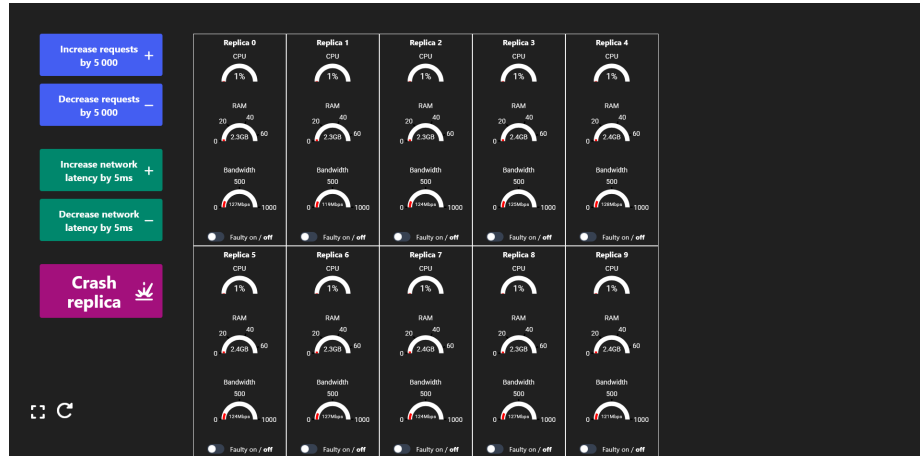 Increase requests
by 5 000
+
Decrease requests
by 5 000
−
Increase network
latency by 5ms
+
Decrease network
latency by 5ms
−
Crash
replica
Replica 0
CPU
1%
RAM
20 40
0 2.3GB 60
Bandwidth
500
0 127Mbps 1000
Faulty on / off
Replica 1
CPU
1%
RAM
20 40
0 2.3GB 60
Bandwidth
500
0 119Mbps 1000
Faulty on / off
Replica 2
CPU
1%
RAM
20 40
0 2.3GB 60
Bandwidth
500
0 124Mbps 1000
Faulty on / off
Replica 3
CPU
1%
RAM
20 40
0 2.4GB 60
Bandwidth
500
0 125Mbps 1000
Faulty on / off
Replica 4
CPU
1%
RAM
20 40
0 2.4GB 60
Bandwidth
500
0 128Mbps 1000
Faulty on / off
Replica 5
CPU
1%
RAM
20 40
0 2.4GB 60
Bandwidth
500
0 124Mbps 1000
Faulty on / off
Replica 6
CPU
1%
RAM
20 40
0 2.3GB 60
Bandwidth
500
0 127Mbps 1000
Faulty on / off
Replica 7
CPU
1%
RAM
20 40
0 2.4GB 60
Bandwidth
500
0 124Mbps 1000
Faulty on / off
Replica 8
CPU
1%
RAM
20 40
0 2.3GB 60
Bandwidth
500
0 127Mbps 1000
Faulty on / off
Replica 9
CPU
1%
RAM
20 40
0 2.4GB 60
Bandwidth
500
0 121Mbps 1000
Faulty on / off